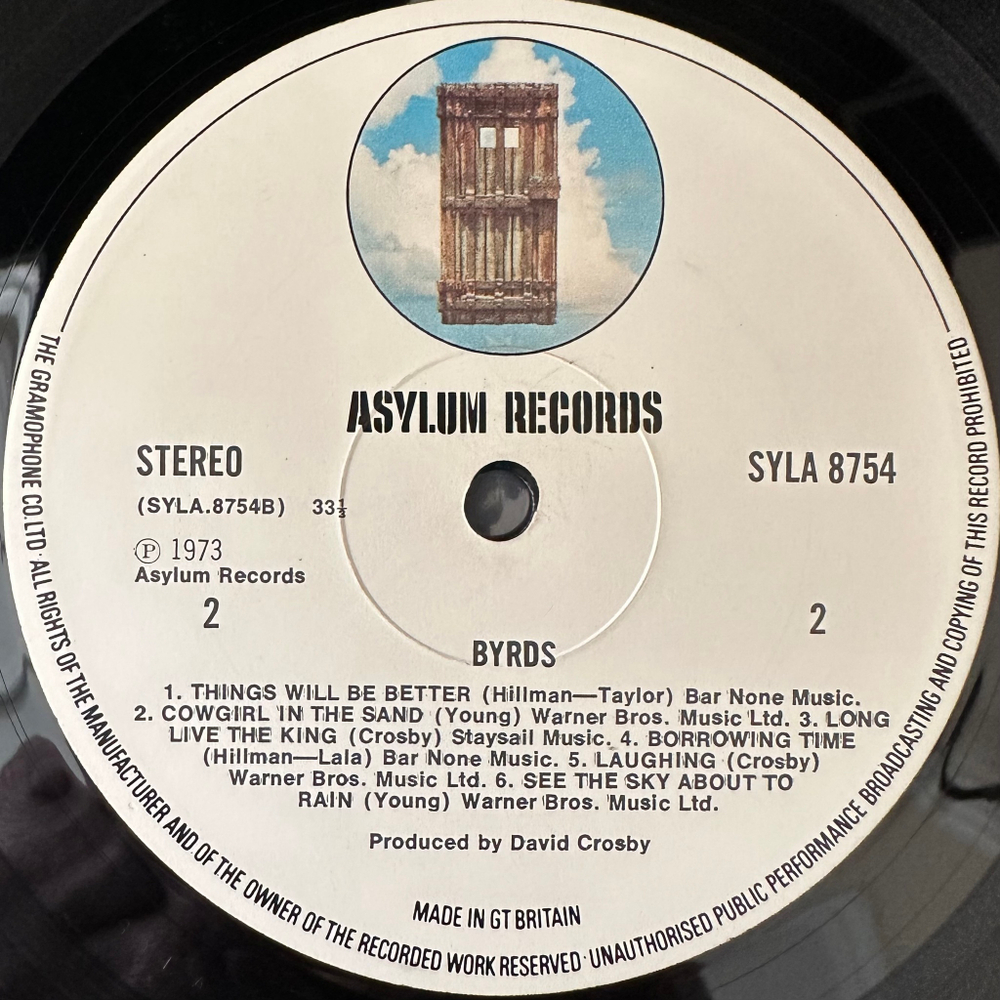 ASYLUM RECORDS
STEREO
SYLA 8754
(SYLA.8754B) 33⅓
Ⓟ 1973
Asylum Records
2
2
BYRDS
1. THINGS WILL BE BETTER (Hillman—Taylor) Bar None Music.
2. COWGIRL IN THE SAND (Young) Warner Bros. Music Ltd. 3. LONG
LIVE THE KING (Crosby) Staysail Music. 4. BORROWING TIME
(Hillman—Lala) Bar None Music. 5. LAUGHING (Crosby)
Warner Bros. Music Ltd. 6. SEE THE SKY ABOUT TO
RAIN (Young) Warner Bros. Music Ltd.
Produced by David Crosby
MADE IN GT BRITAIN
THE GRAMOPHONE CO. LTD · ALL RIGHTS OF THE MANUFACTURER AND OF THE OWNER OF THE RECORDED WORK RESERVED · UNAUTHORISED PUBLIC PERFORMANCE BROADCASTING AND COPYING OF THIS RECORD PROHIBITED